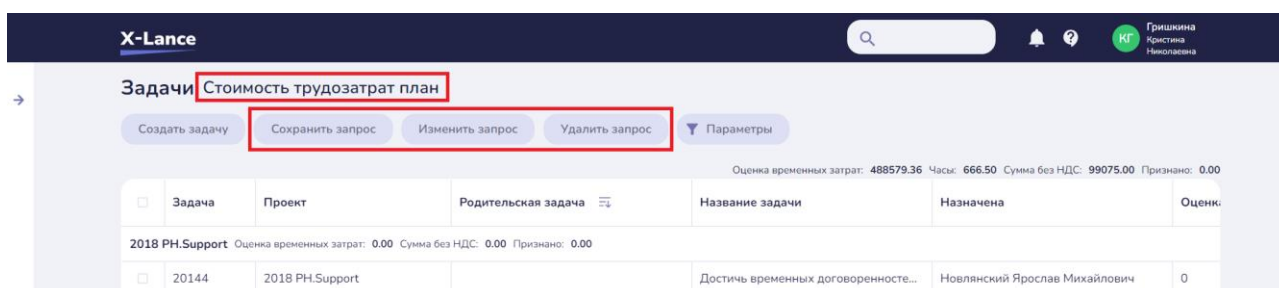 X-Lance
КГ
Гришкина
Кристина
Николаевна
Задачи Стоимость трудозатрат план
Создать задачу Сохранить запрос Изменить запрос Удалить запрос Параметры
Оценка временных затрат: 488579.36 Часы: 666.50 Сумма без НДС: 99075.00 Признано: 0.00
Задача Проект Родительская задача Название задачи Назначена Оценк
2018 PH.Support Оценка временных затрат: 0.00 Сумма без НДС: 0.00 Признано: 0.00
20144 2018 PH.Support Достичь временных договоренносте... Новлянский Ярослав Михайлович 0